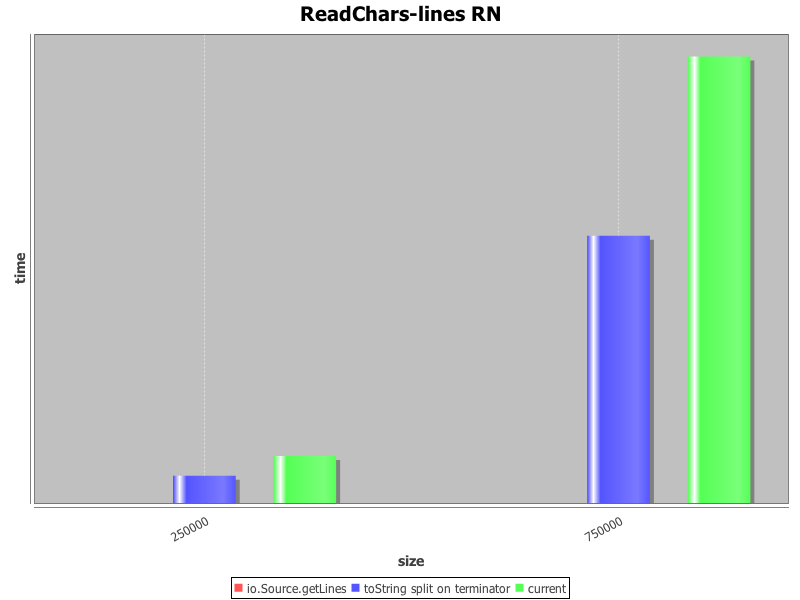 ReadChars-lines RN
time
250000
750000
size
io.Source.getLines toString split on terminator current